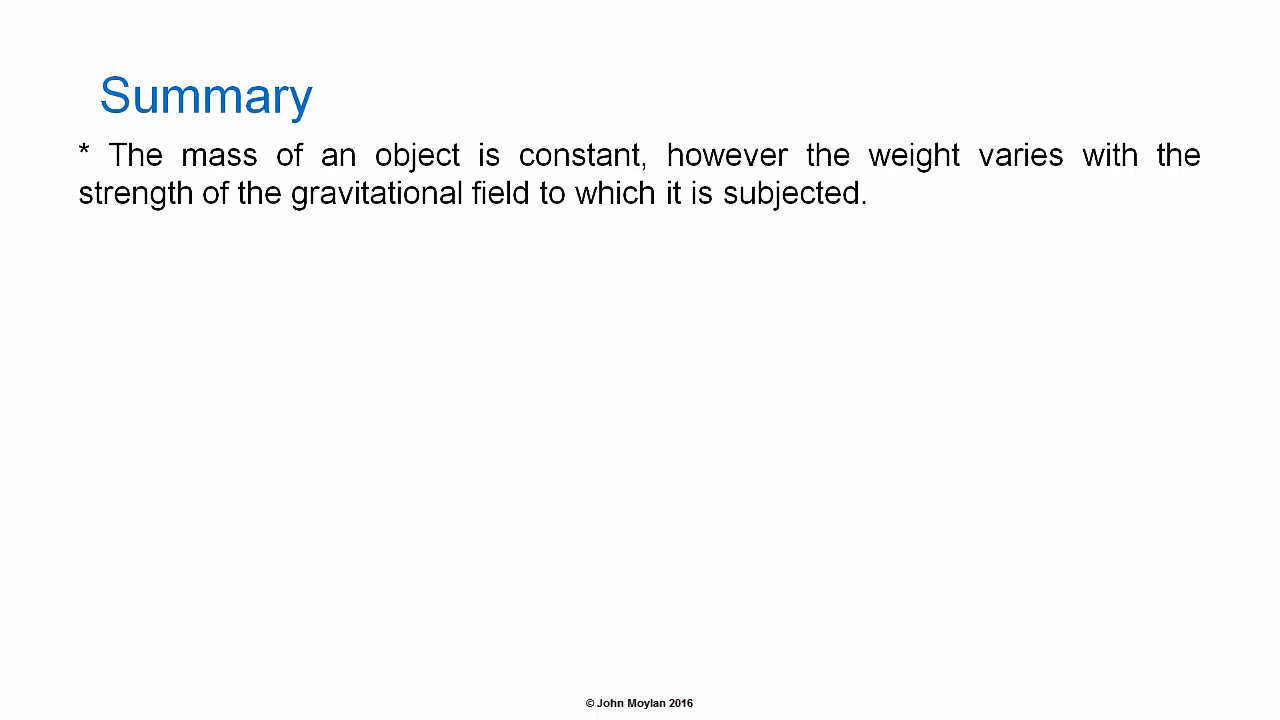 Summary
* The mass of an object is constant, however the weight varies with the
strength of the gravitational field to which it is subjected.
© John Moylan 2016